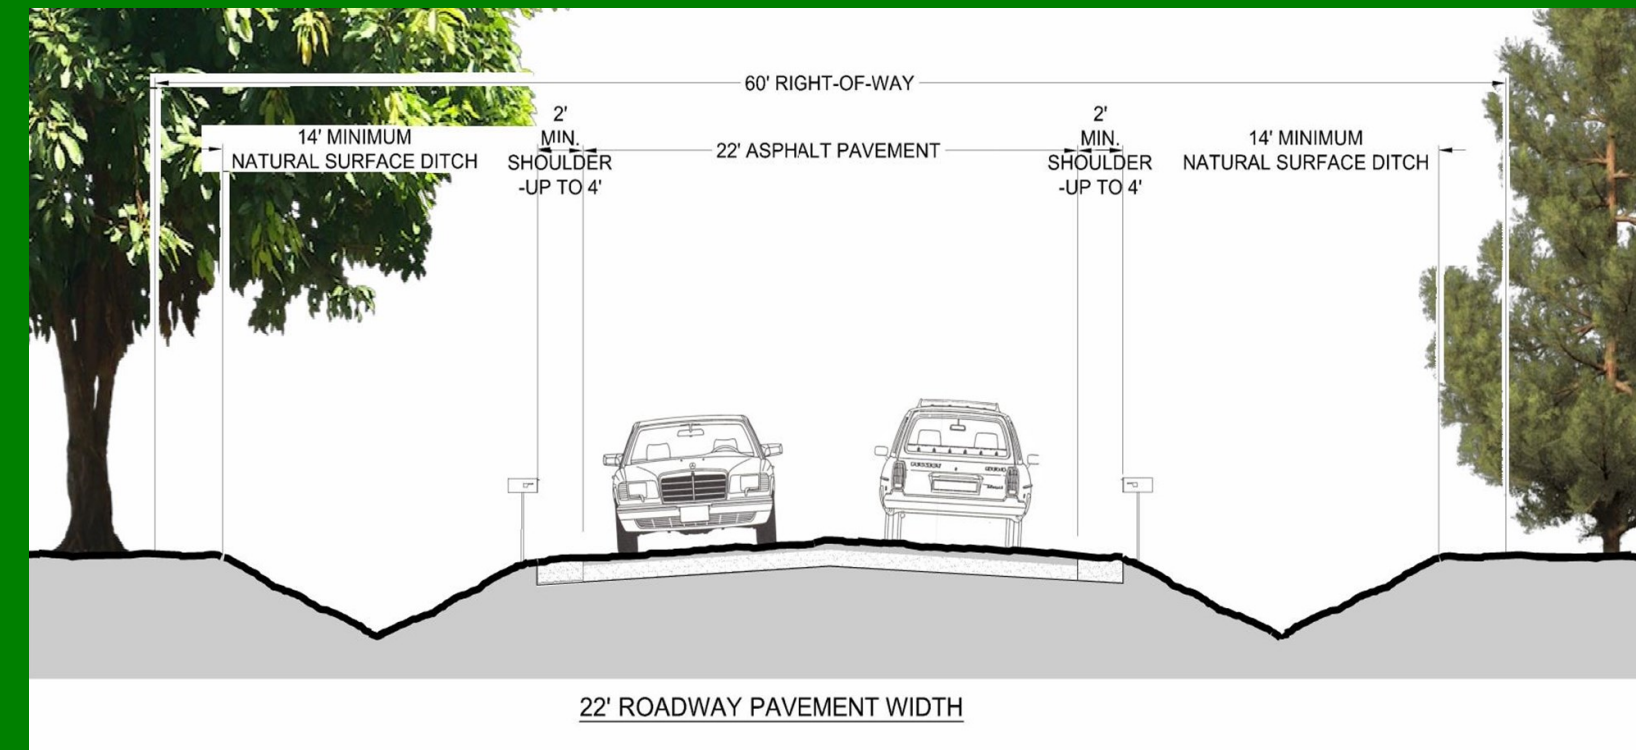 60' RIGHT-OF-WAY
14' MINIMUM
NATURAL SURFACE DITCH
2'
MIN.
SHOULDER
-UP TO 4'
22' ASPHALT PAVEMENT
2'
MIN.
SHOULDER
-UP TO 4'
14' MINIMUM
NATURAL SURFACE DITCH
22' ROADWAY PAVEMENT WIDTH